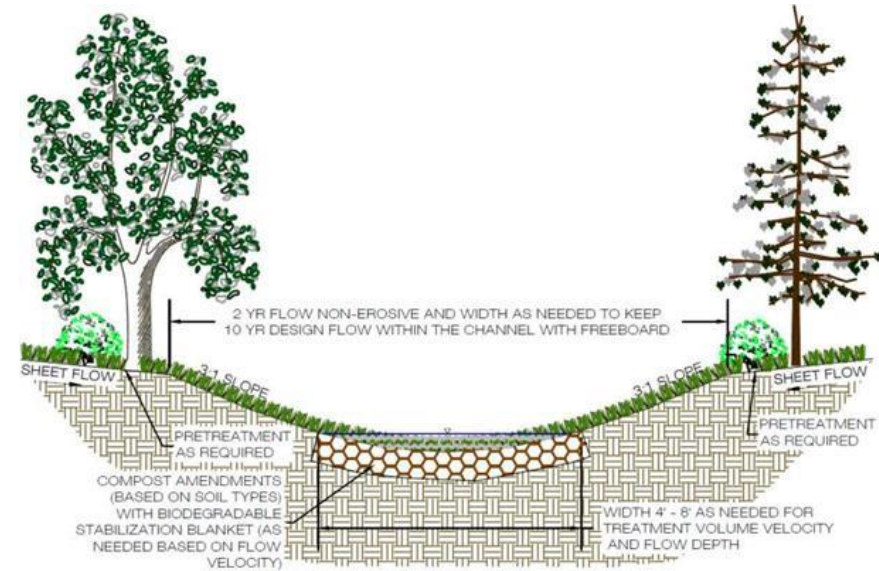 2 YR FLOW NON-EROSIVE AND WIDTH AS NEEDED TO KEEP
10 YR DESIGN FLOW WITHIN THE CHANNEL WITH FREEBOARD
3:1 SLOPE
3:1 SLOPE
SHEET FLOW
SHEET FLOW
PRETREATMENT
AS REQUIRED
PRETREATMENT
AS REQUIRED
COMPOST AMENDMENTS
(BASED ON SOIL TYPES)
WITH BIODEGRADABLE
STABILIZATION BLANKET (AS
NEEDED BASED ON FLOW
VELOCITY)
WIDTH 4' - 8' AS NEEDED FOR
TREATMENT VOLUME VELOCITY
AND FLOW DEPTH